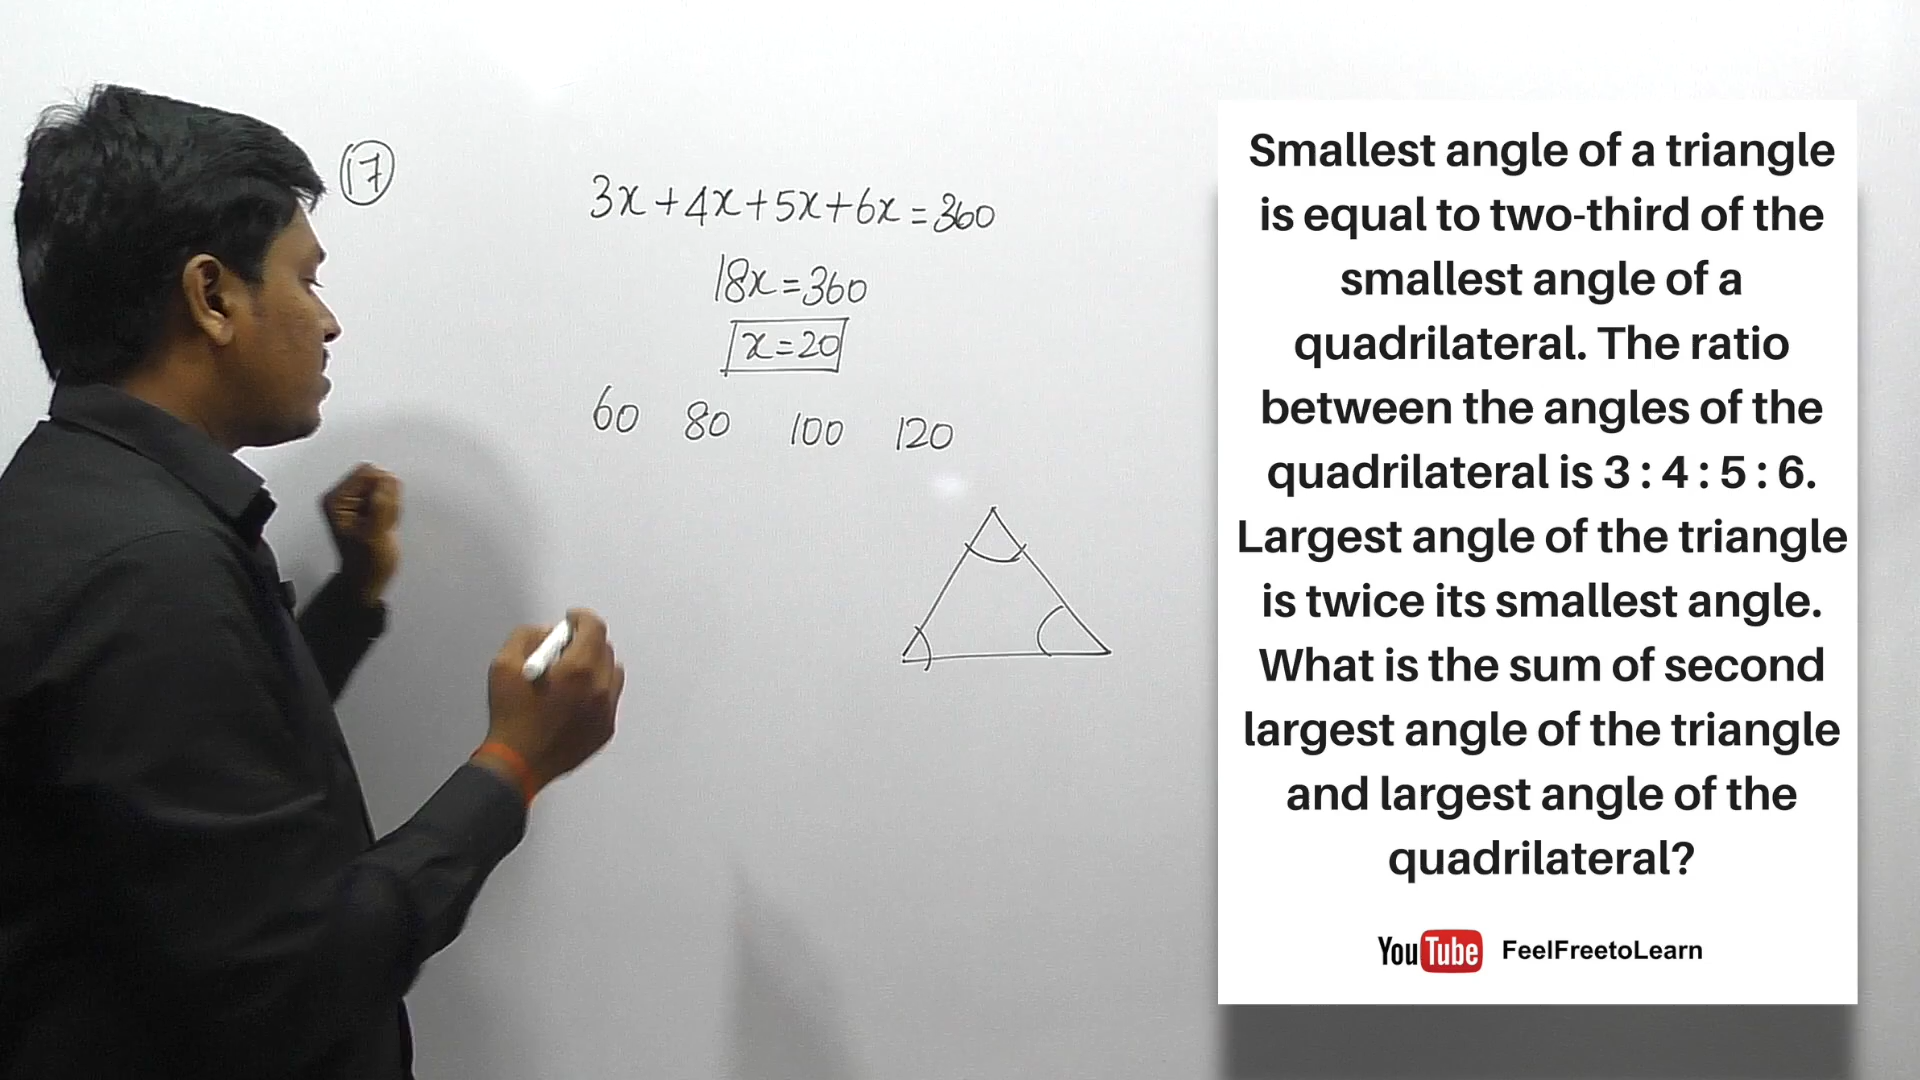 17
3x+4x+5x+6x=360
18x=360
x=20
60 80 100 120
Smallest angle of a triangle
is equal to two-third of the
smallest angle of a
quadrilateral. The ratio
between the angles of the
quadrilateral is 3 : 4 : 5 : 6.
Largest angle of the triangle
is twice its smallest angle.
What is the sum of second
largest angle of the triangle
and largest angle of the
quadrilateral?
YouTube FeelFreetoLearn